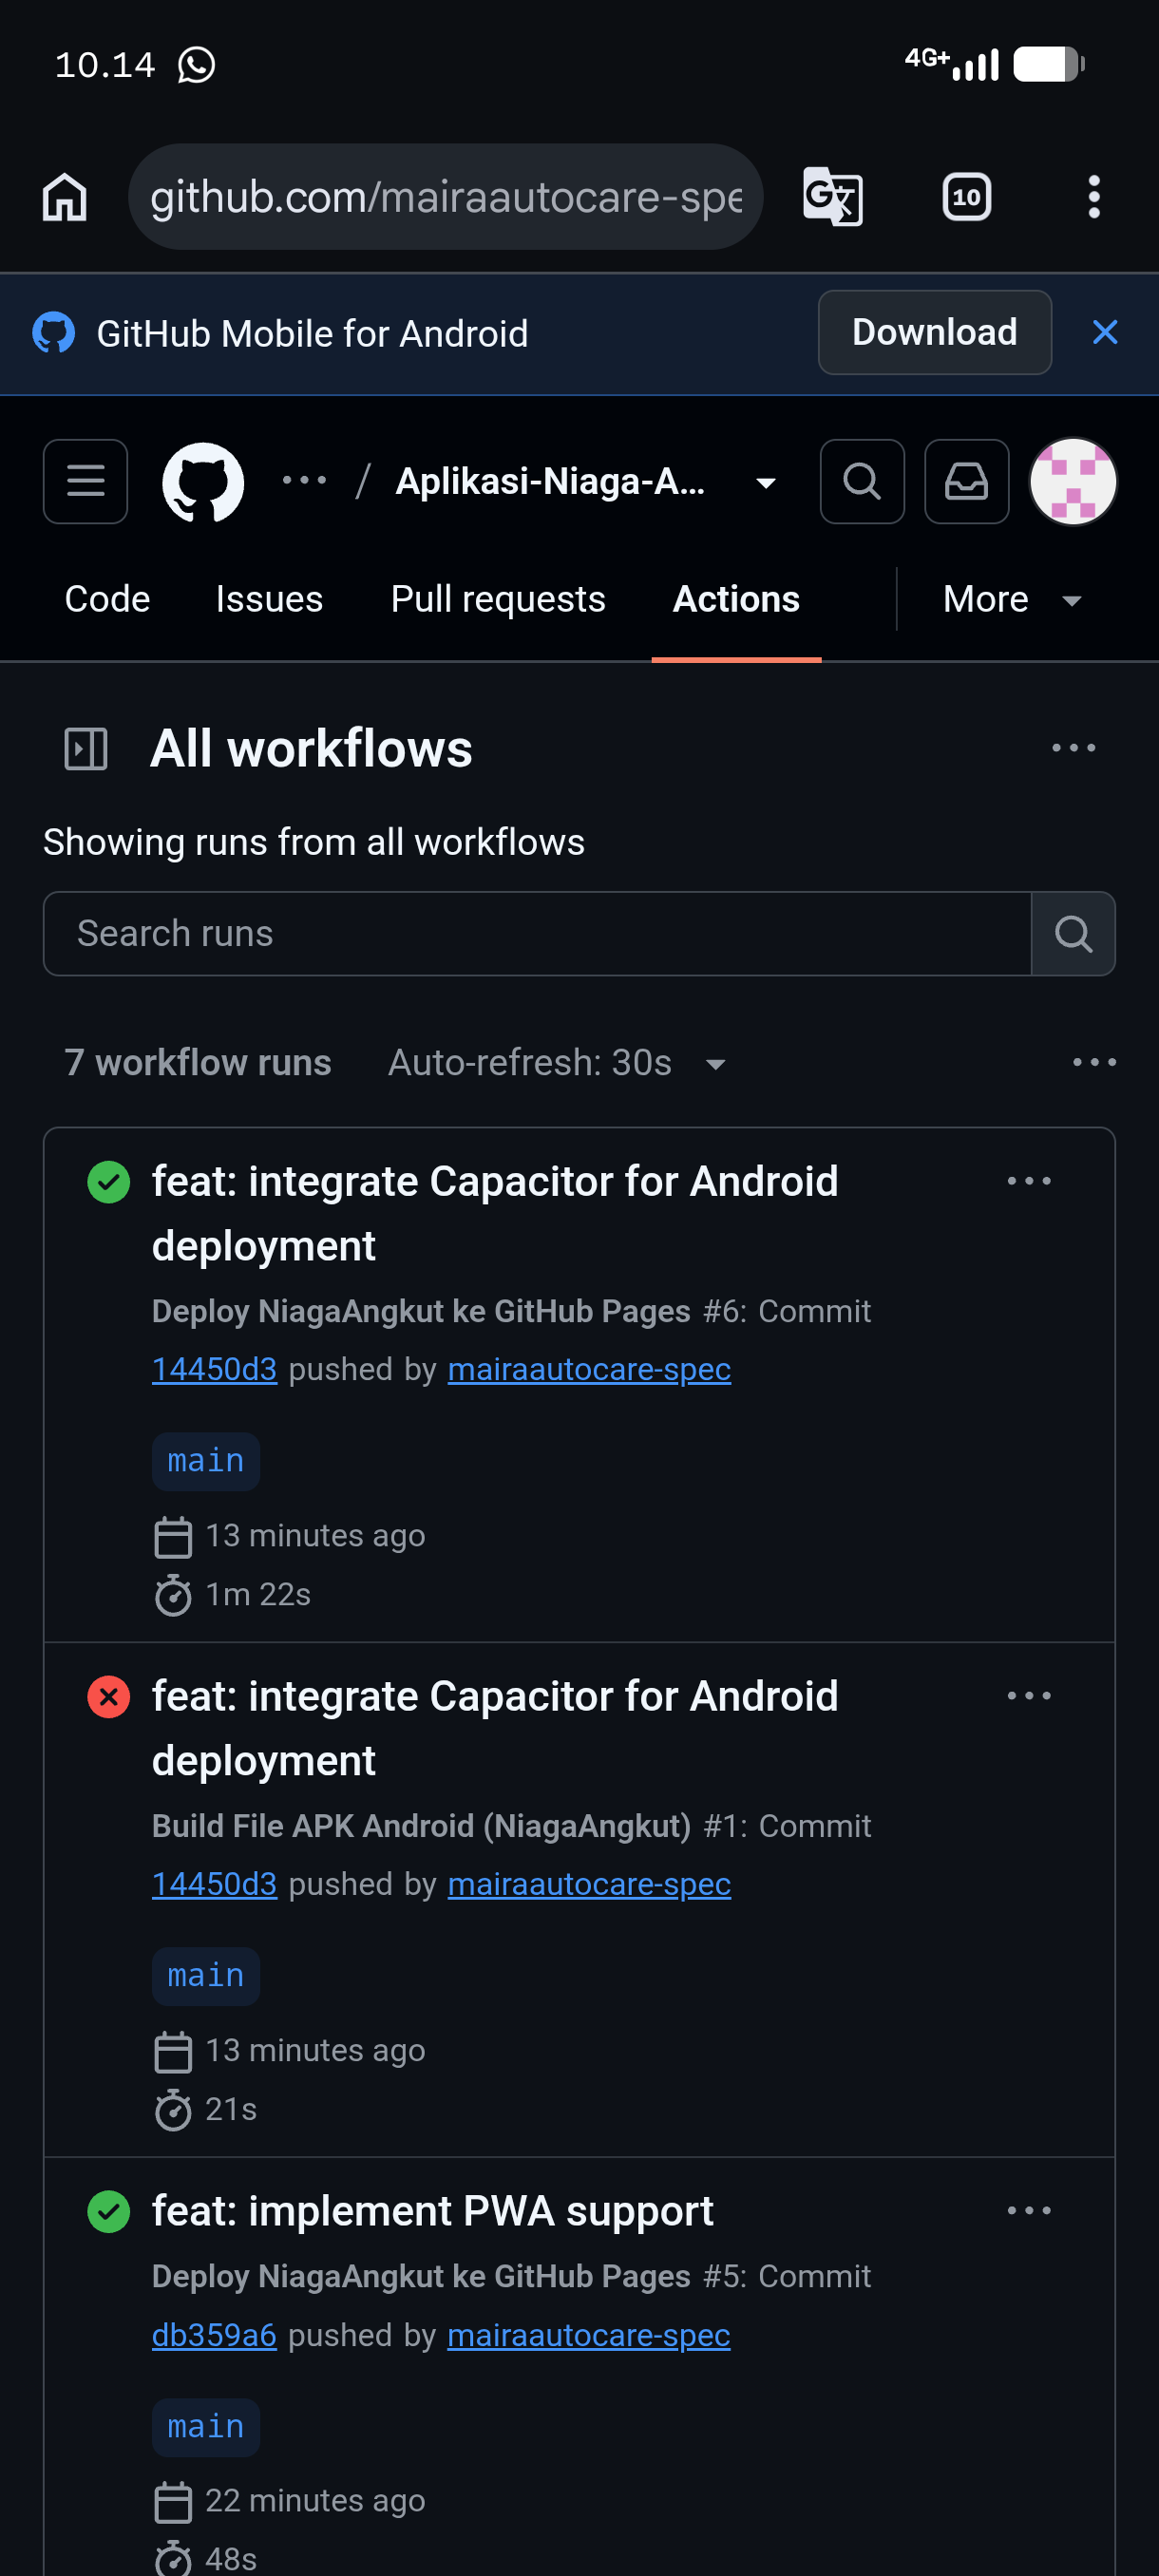 10.14
4G+
github.com/mairaautocare-spe
10
GitHub Mobile for Android
Download
/ Aplikasi-Niaga-A...
Code
Issues
Pull requests
Actions
More
All workflows
Showing runs from all workflows
Search runs
7 workflow runs
Auto-refresh: 30s
feat: integrate Capacitor for Android
deployment
Deploy NiagaAngkut ke GitHub Pages #6: Commit
14450d3 pushed by mairaautocare-spec
main
13 minutes ago
1m 22s
feat: integrate Capacitor for Android
deployment
Build File APK Android (NiagaAngkut) #1: Commit
14450d3 pushed by mairaautocare-spec
main
13 minutes ago
21s
feat: implement PWA support
Deploy NiagaAngkut ke GitHub Pages #5: Commit
db359a6 pushed by mairaautocare-spec
main
22 minutes ago
48s